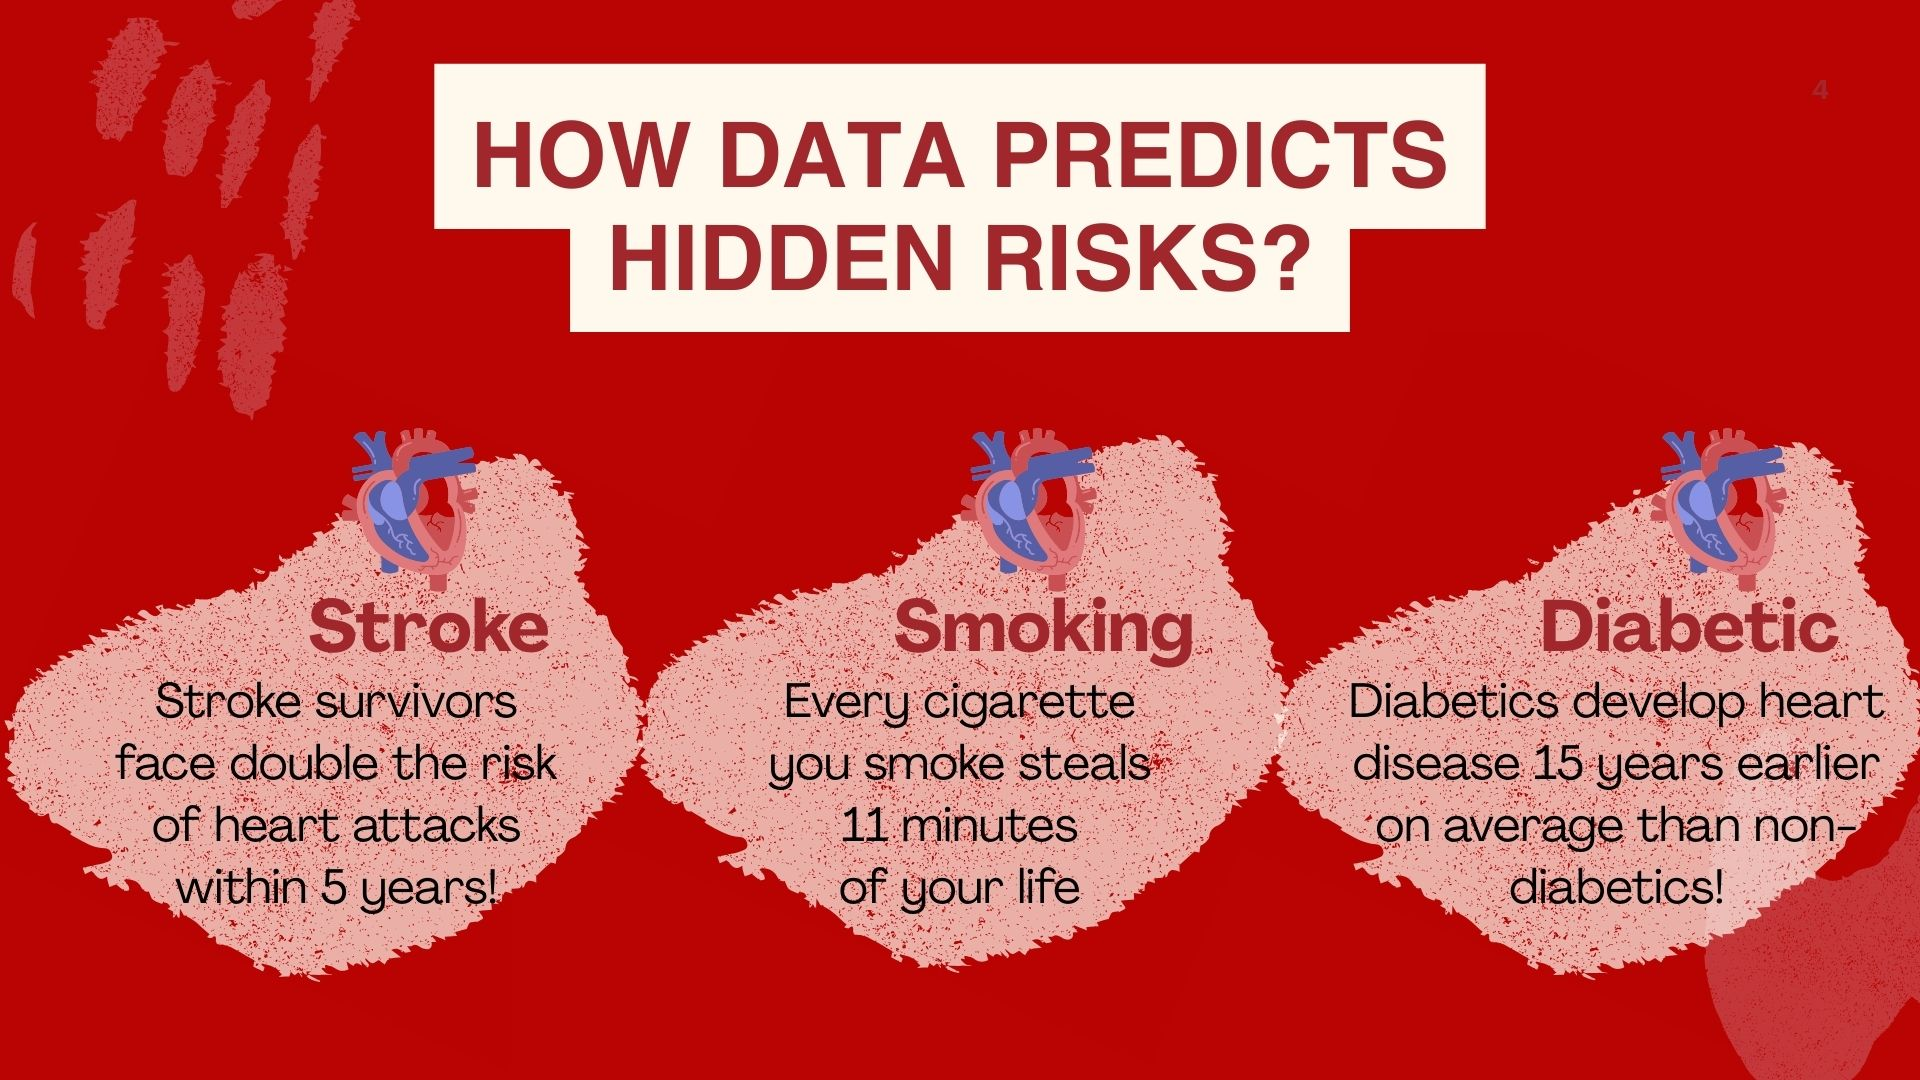 4
HOW DATA PREDICTS
HIDDEN RISKS?
Stroke
Stroke survivors
face double the risk
of heart attacks
within 5 years!
Smoking
Every cigarette
you smoke steals
11 minutes
of your life
Diabetic
Diabetics develop heart
disease 15 years earlier
on average than non-
diabetics!